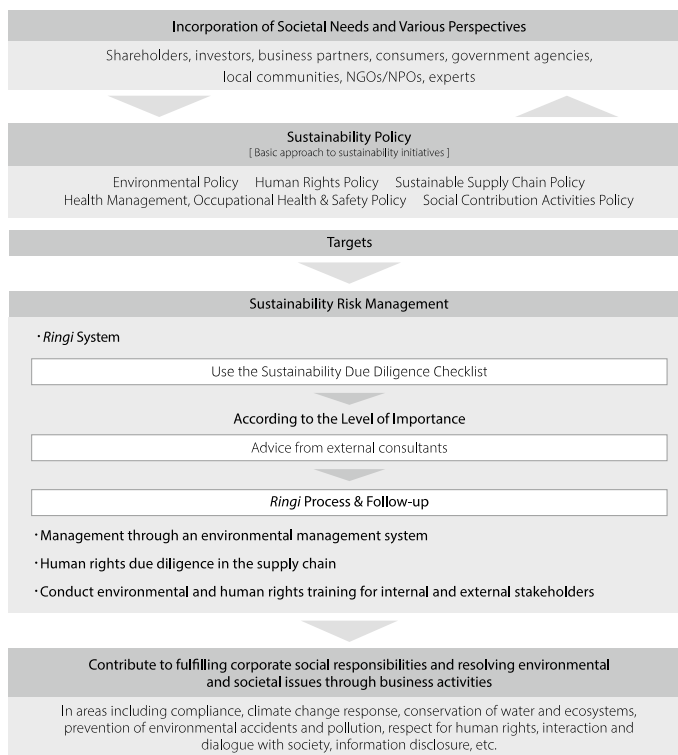 Incorporation of Societal Needs and Various Perspectives
Shareholders, investors, business partners, consumers, government agencies,
local communities, NGOs/NPOs, experts
Sustainability Policy
[ Basic approach to sustainability initiatives ]
Environmental Policy Human Rights Policy Sustainable Supply Chain Policy
Health Management, Occupational Health & Safety Policy Social Contribution Activities Policy
Targets
Sustainability Risk Management
・Ringi System
Use the Sustainability Due Diligence Checklist
According to the Level of Importance
Advice from external consultants
Ringi Process & Follow-up
・Management through an environmental management system
・Human rights due diligence in the supply chain
・Conduct environmental and human rights training for internal and external stakeholders
Contribute to fulfilling corporate social responsibilities and resolving environmental
and societal issues through business activities
In areas including compliance, climate change response, conservation of water and ecosystems,
prevention of environmental accidents and pollution, respect for human rights, interaction and
dialogue with society, information disclosure, etc.